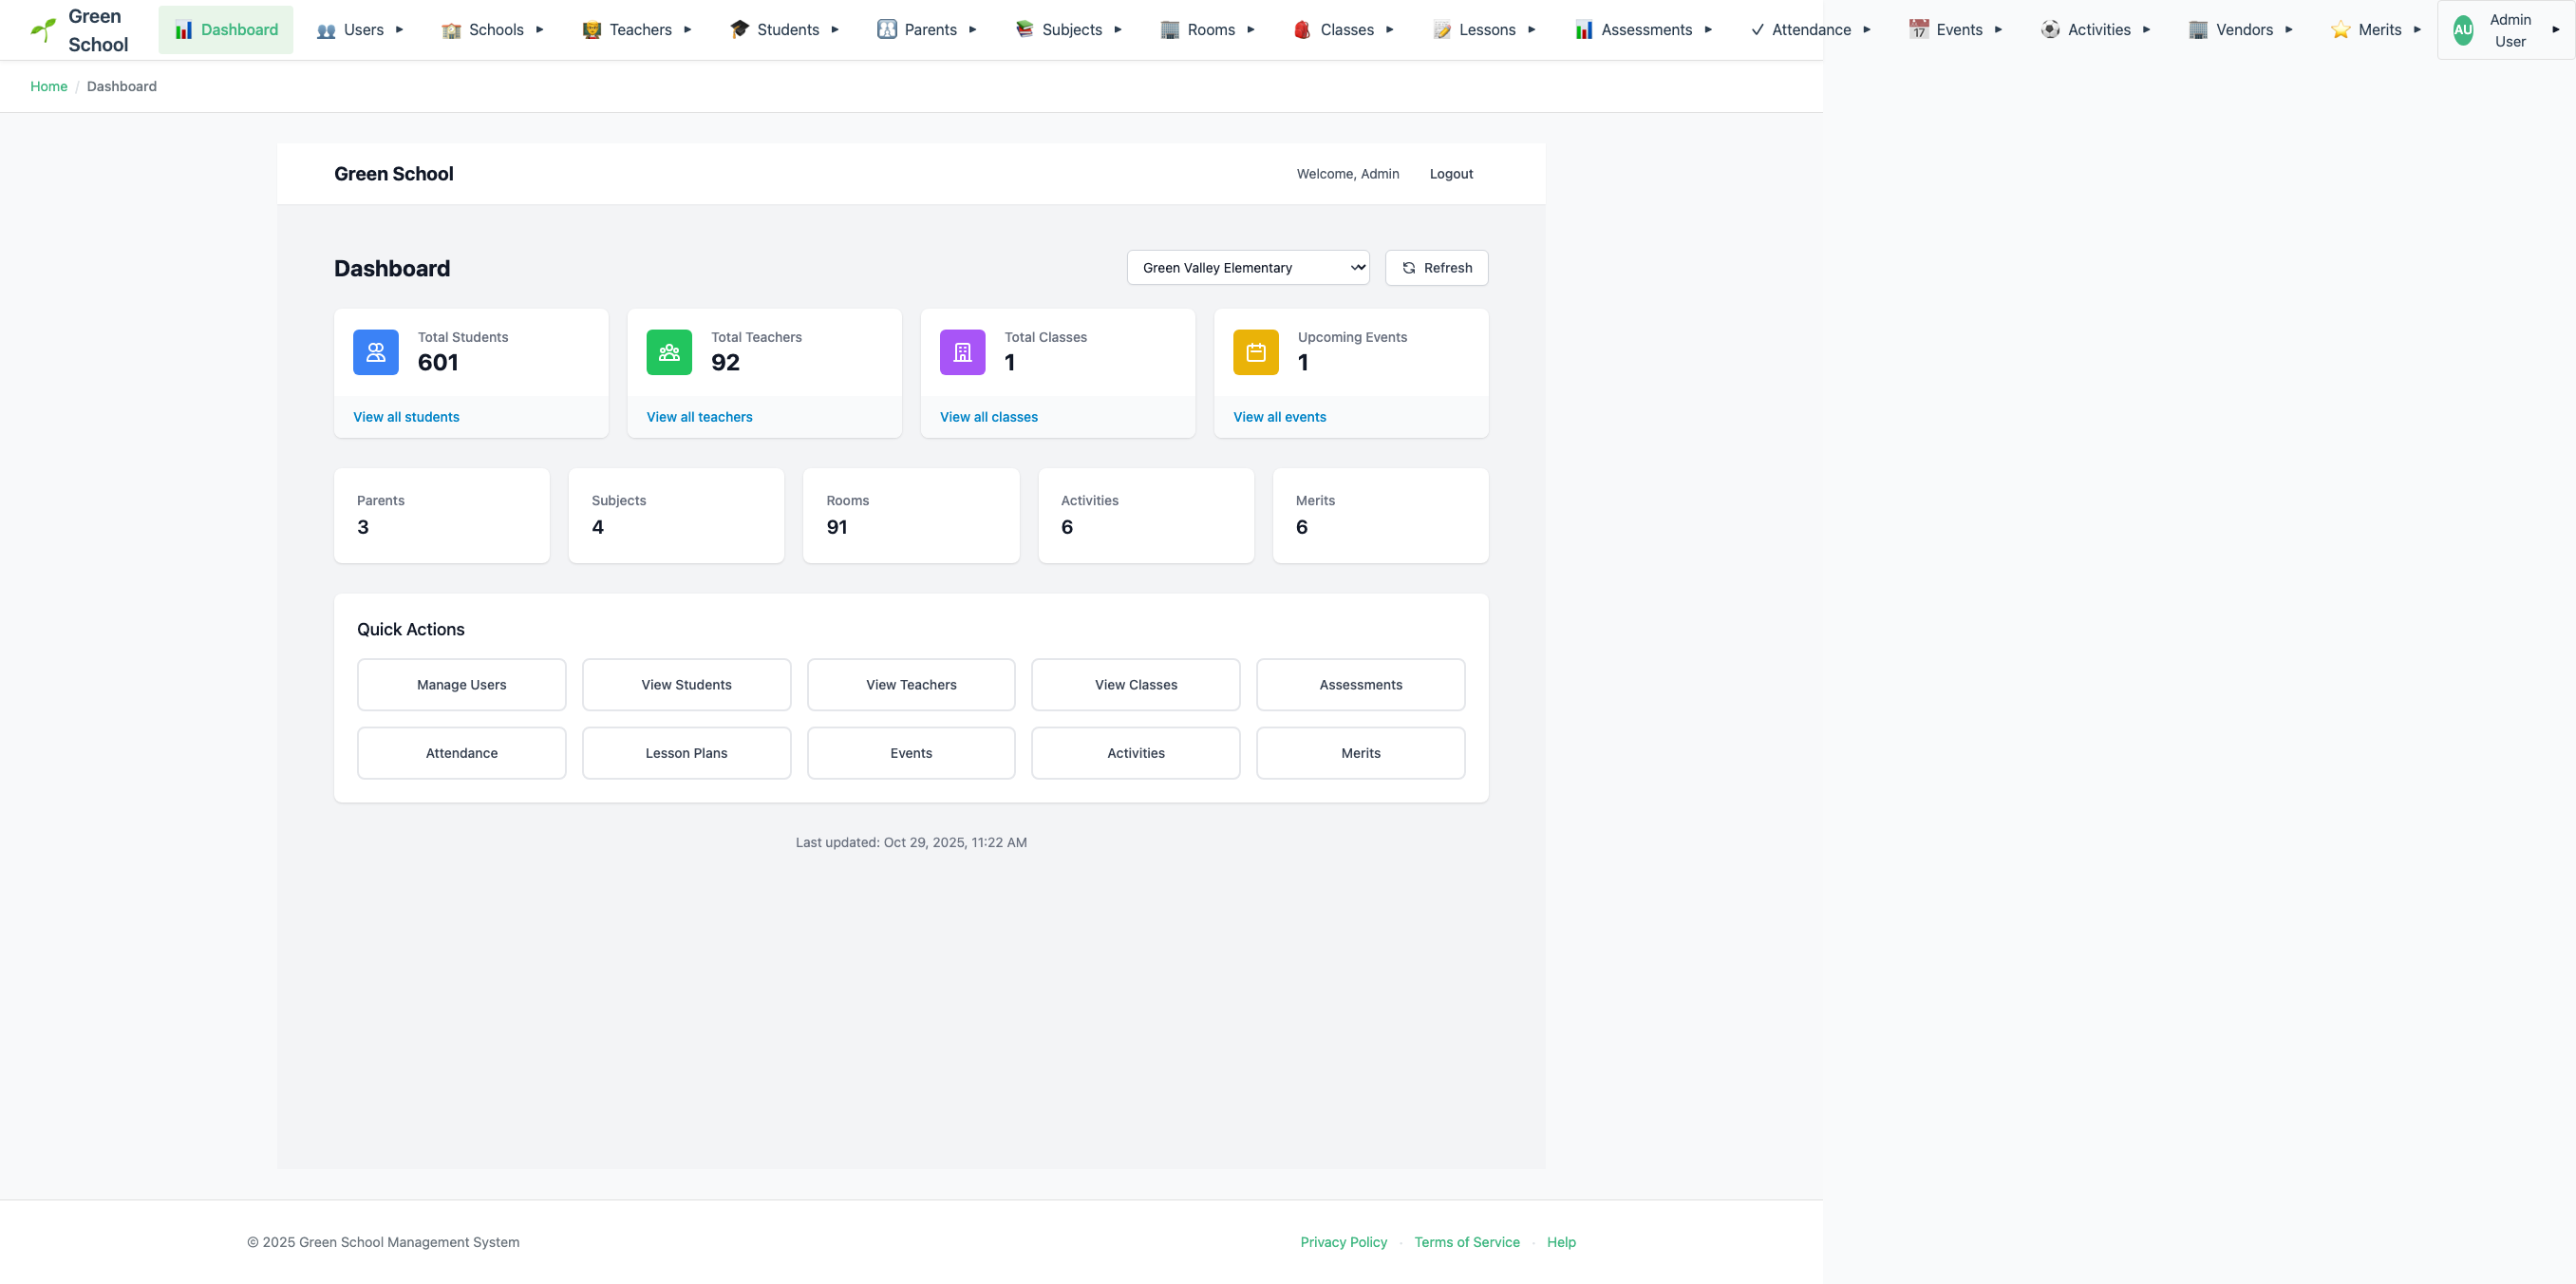 Green School
Dashboard
Users
Schools
Teachers
Students
Parents
Subjects
Rooms
Classes
Lessons
Assessments
Attendance
Events
Activities
Vendors
Merits
AU
Admin User
Home / Dashboard
Green School
Welcome, Admin
Logout
Dashboard
Green Valley Elementary
Refresh
Total Students
601
View all students
Total Teachers
92
View all teachers
Total Classes
1
View all classes
Upcoming Events
1
View all events
Parents
3
Subjects
4
Rooms
91
Activities
6
Merits
6
Quick Actions
Manage Users
View Students
View Teachers
View Classes
Assessments
Attendance
Lesson Plans
Events
Activities
Merits
Last updated: Oct 29, 2025, 11:22 AM
© 2025 Green School Management System
Privacy Policy · Terms of Service · Help